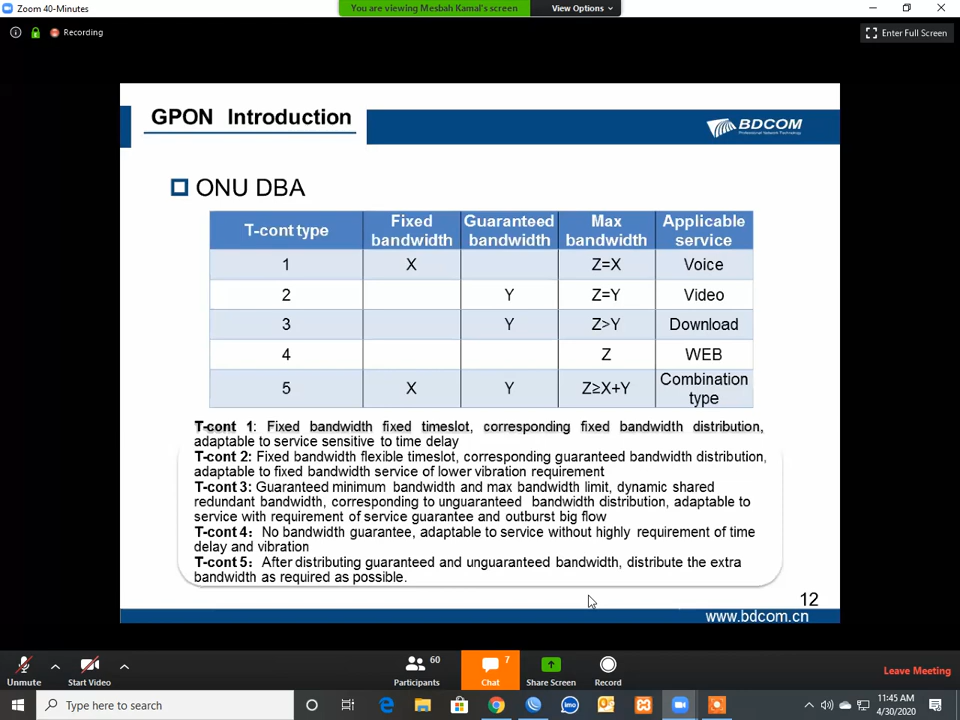 Zoom 40-Minutes
You are viewing Mesbah Kamal's screen
View Options
Recording
Enter Full Screen
GPON Introduction
BDCOM
Professional Network Technology
ONU DBA
T-cont type Fixed bandwidth Guaranteed bandwidth Max bandwidth Applicable service
1 X Z=X Voice
2 Y Z=Y Video
3 Y Z>Y Download
4 Z WEB
5 X Y Z≥X+Y Combination type
T-cont 1: Fixed bandwidth fixed timeslot, corresponding fixed bandwidth distribution,
adaptable to service sensitive to time delay
T-cont 2: Fixed bandwidth flexible timeslot, corresponding guaranteed bandwidth distribution,
adaptable to fixed bandwidth service of lower vibration requirement
T-cont 3: Guaranteed minimum bandwidth and max bandwidth limit, dynamic shared
redundant bandwidth, corresponding to unguaranteed bandwidth distribution, adaptable to
service with requirement of service guarantee and outburst big flow
T-cont 4: No bandwidth guarantee, adaptable to service without highly requirement of time
delay and vibration
T-cont 5: After distributing guaranteed and unguaranteed bandwidth, distribute the extra
bandwidth as required as possible.
12
www.bdcom.cn
Unmute
Start Video
60
Participants
7
Chat
Share Screen
Record
Leave Meeting
Type here to search
imo
11:45 AM
4/30/2020